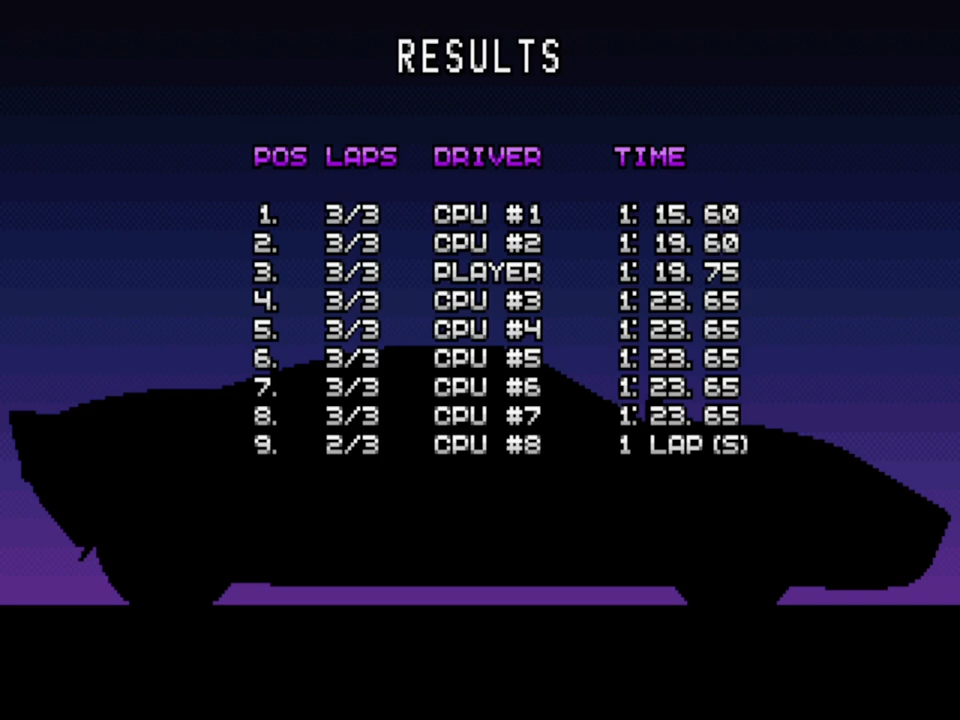 RESULTS
POS LAPS DRIVER TIME
1. 3/3 CPU #1 1: 15. 60
2. 3/3 CPU #2 1: 19. 60
3. 3/3 PLAYER 1: 19. 75
4. 3/3 CPU #3 1: 23. 65
5. 3/3 CPU #4 1: 23. 65
6. 3/3 CPU #5 1: 23. 65
7. 3/3 CPU #6 1: 23. 65
8. 3/3 CPU #7 1: 23. 65
9. 2/3 CPU #8 1 LAP(S)